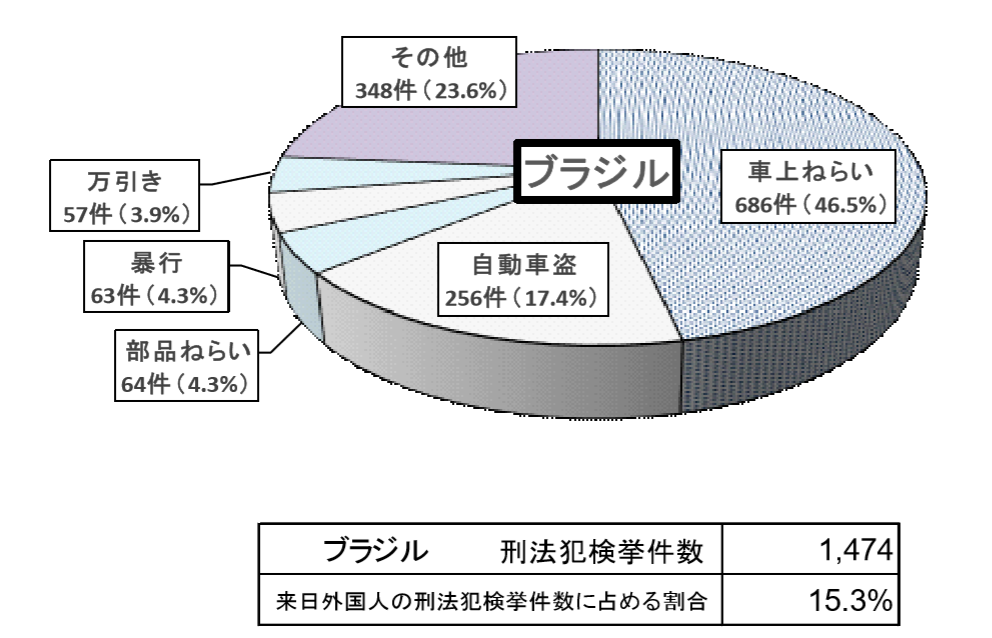 その他
348件(23.6%)
ブラジル
車上ねらい
686件(46.5%)
万引き
57件(3.9%)
暴行
63件(4.3%)
自動車盗
256件(17.4%)
部品ねらい
64件(4.3%)
ブラジル 刑法犯検挙件数 1,474
来日外国人の刑法犯検挙件数に占める割合 15.3%